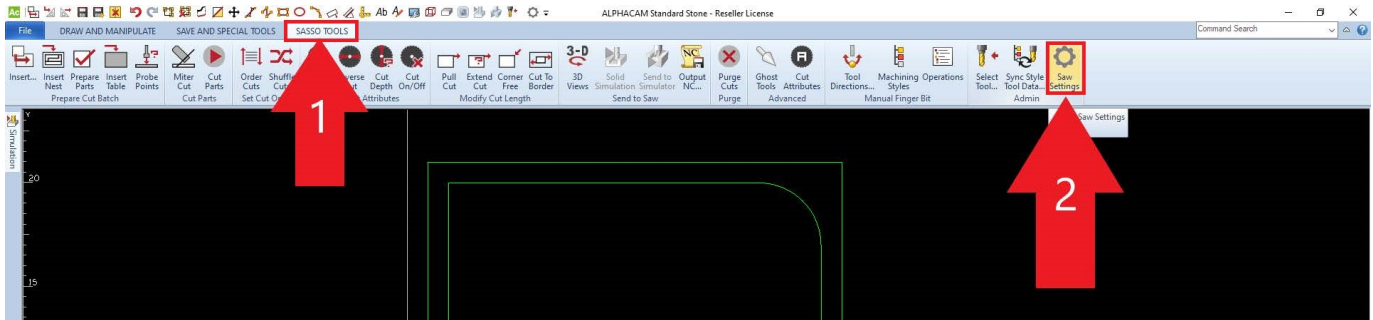 Ac
Ab
ALPHACAM Standard Stone - Reseller License
File DRAW AND MANIPULATE SAVE AND SPECIAL TOOLS SASSO TOOLS Command Search
3-D NC
Insert... Insert Prepare Insert Probe Miter Cut Order Shuffle Cut Cut Pull Extend Corner Cut To 3D Solid Send to Output Purge Ghost Cut Tool Machining Operations Select Sync Style Saw
Nest Parts Table Points Cut Parts Cuts Depth On/Off Cut Cut Free Border Views Simulation Simulator NC... Cuts Tools Attributes Directions... Styles Tool... Tool Data... Settings
Prepare Cut Batch Cut Parts Set Cut Attributes Modify Cut Length Send to Saw Purge Advanced Manual Finger Bit Admin
1
Saw Settings
Y
Simulation
20
2
15